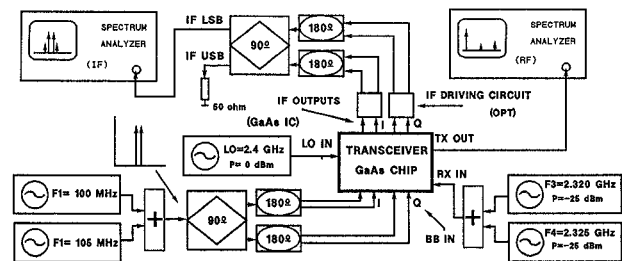 SPECTRUM
ANALYZER
(IF)
IF LSB
IF USB
90º
180º
180º
50 ohm
SPECTRUM
ANALYZER
(RF)
IF OUTPUTS
(GaAs IC)
I
Q
IF DRIVING CIRCUIT
(OPT)
LO=2.4 GHz
P= 0 dBm
LO IN
TRANSCEIVER
GaAs CHIP
TX OUT
RX IN
F1= 100 MHz
F1= 105 MHz
+
90º
180º
180º
I
Q
BB IN
+
F3=2.320 GHz
P=-25 dBm
F4=2.325 GHz
P=-25 dBm